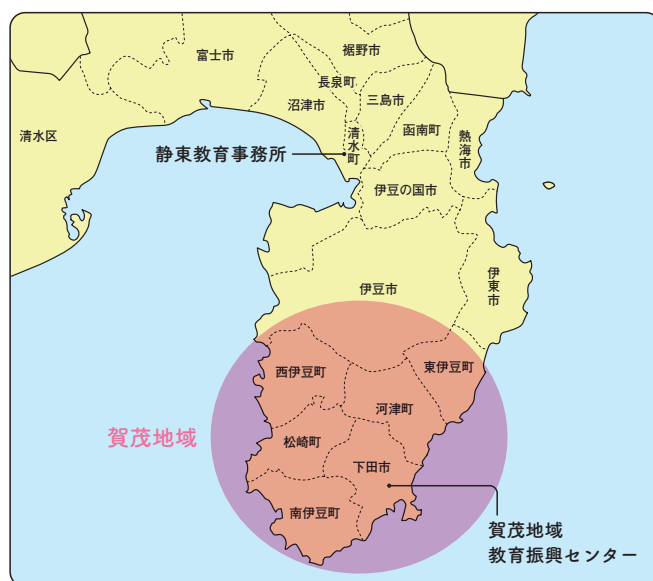 裾野市
富士市
長泉町
沼津市
三島市
清水区
清水町
函南町
熱海市
静東教育事務所
伊豆の国市
伊豆市
伊東市
西伊豆町
東伊豆町
河津町
賀茂地域
松崎町
下田市
南伊豆町
賀茂地域
教育振興センター